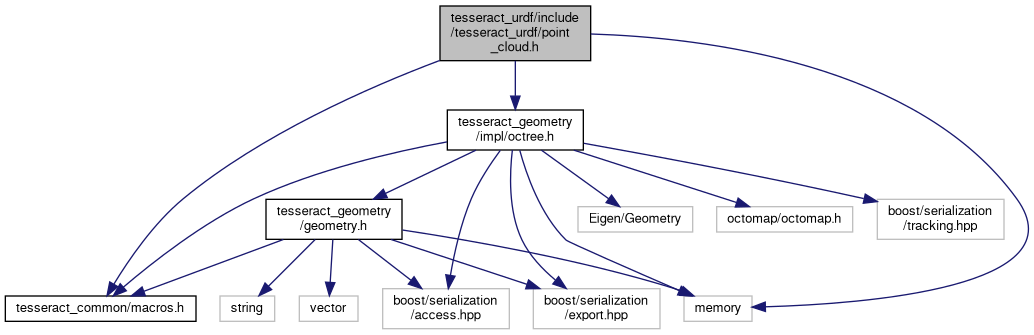 tesseract_urdf/include
/tesseract_urdf/point
_cloud.h
tesseract_geometry
/impl/octree.h
tesseract_geometry
/geometry.h
Eigen/Geometry
octomap/octomap.h
boost/serialization
/tracking.hpp
tesseract_common/macros.h
string
vector
boost/serialization
/access.hpp
boost/serialization
/export.hpp
memory